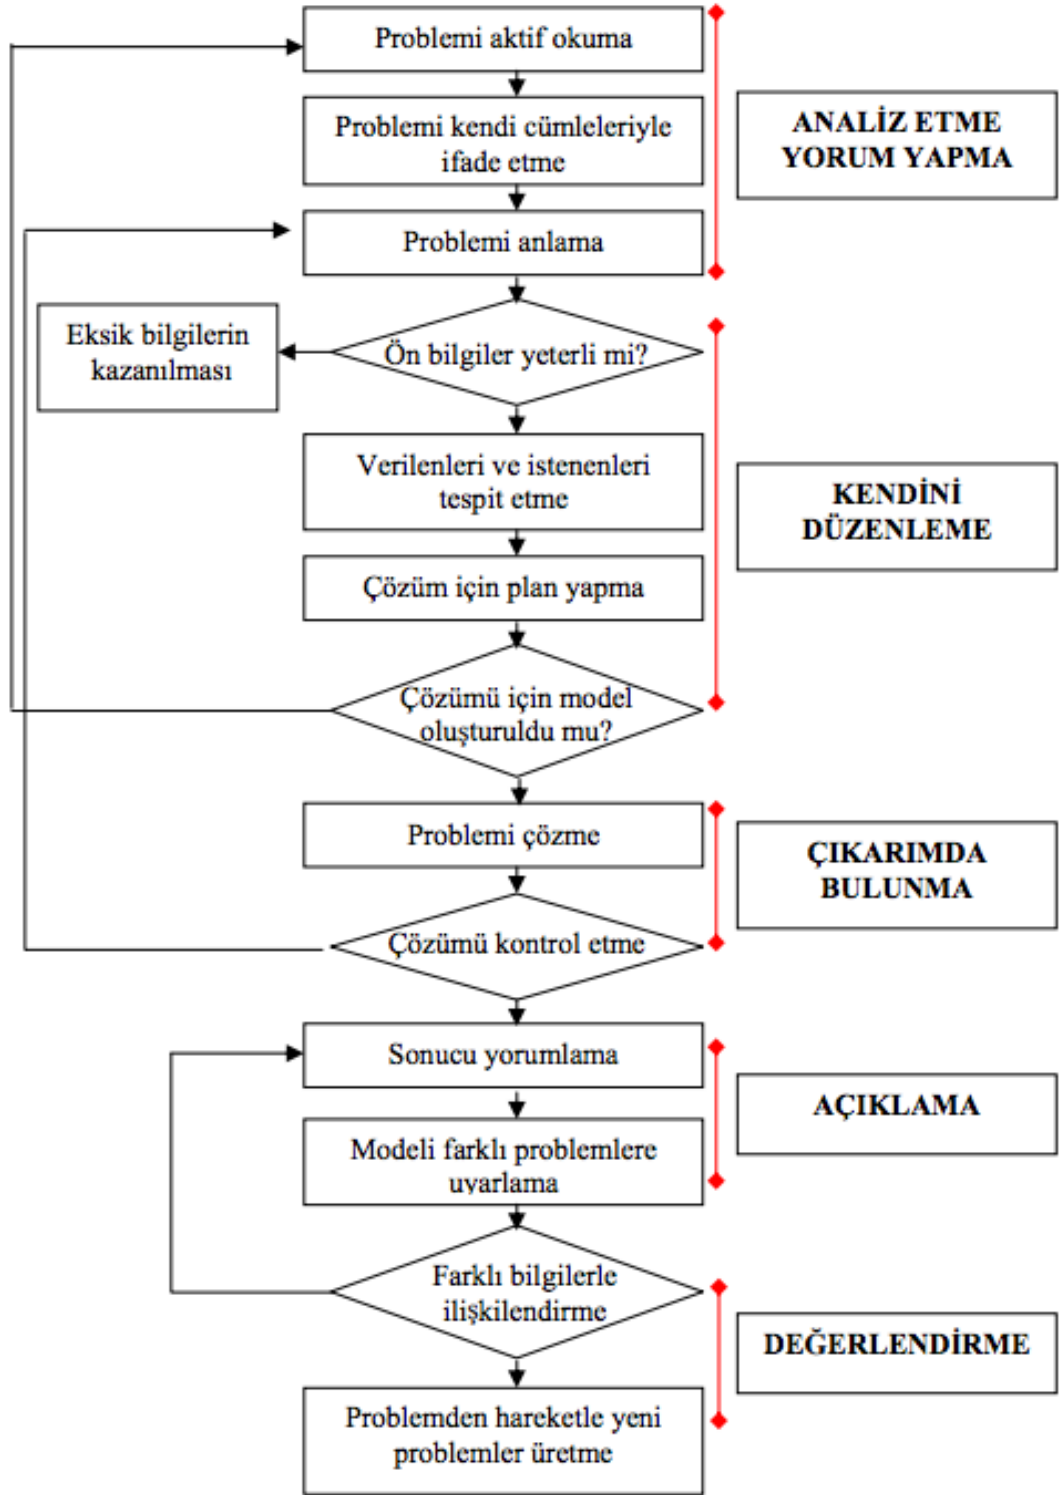 Problemi aktif okuma
Problemi kendi cümleleriyle
ifade etme
ANALİZ ETME
YORUM YAPMA
Problemi anlama
Eksik bilgilerin
kazanılması
Ön bilgiler yeterli mi?
Verilenleri ve istenenleri
tespit etme
KENDİNİ
DÜZENLEME
Çözüm için plan yapma
Çözümü için model
oluşturuldu mu?
Problemi çözme
ÇIKARIMDA
BULUNMA
Çözümü kontrol etme
Sonucu yorumlama
AÇIKLAMA
Modeli farklı problemlere
uyarlama
Farklı bilgilerle
ilişkilendirme
DEĞERLENDİRME
Problemden hareketle yeni
problemler üretme